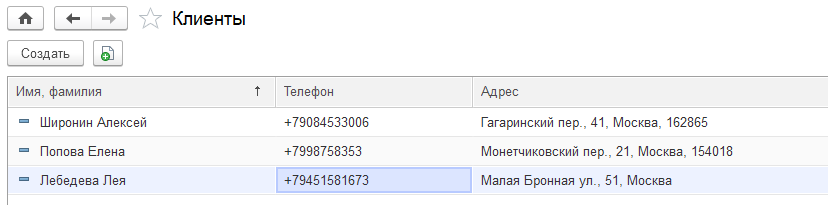 Клиенты
Создать
Имя, фамилия Телефон Адрес
Широнин Алексей +79084533006 Гагаринский пер., 41, Москва, 162865
Попова Елена +7998758353 Монетчиковский пер., 21, Москва, 154018
Лебедева Лея +79451581673 Малая Бронная ул., 51, Москва